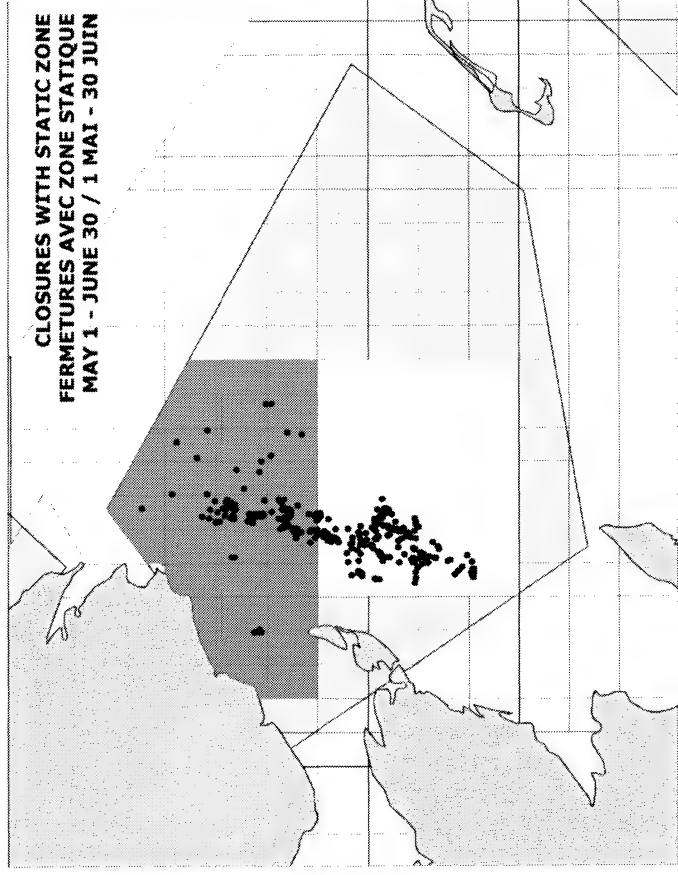 CLOSURES WITH STATIC ZONE
FERMETURES AVEC ZONE STATIQUE
MAY 1 - JUNE 30 / 1 MAI - 30 JUIN